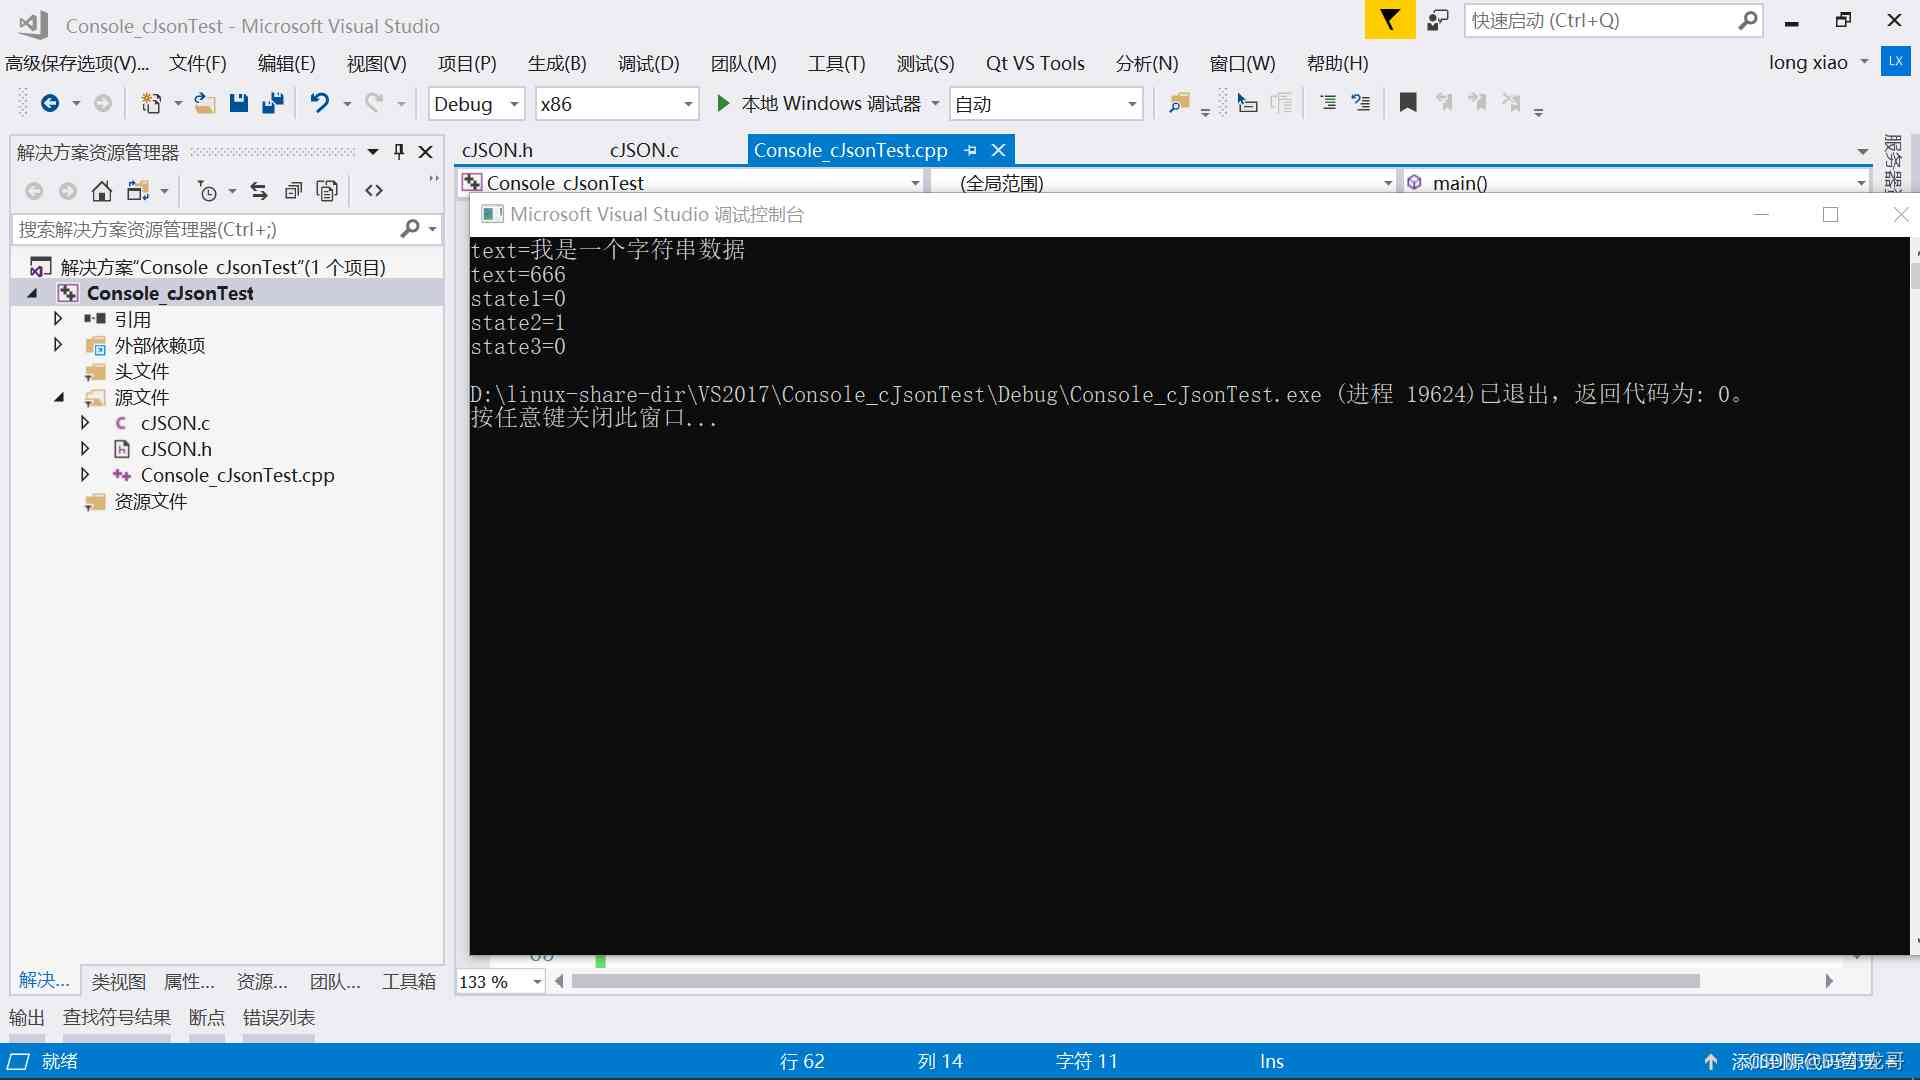 Console_cJsonTest - Microsoft Visual Studio
快速启动 (Ctrl+Q)
高级保存选项(V)... 文件(F) 编辑(E) 视图(V) 项目(P) 生成(B) 调试(D) 团队(M) 工具(T) 测试(S) Qt VS Tools 分析(N) 窗口(W) 帮助(H) long xiao LX
Debug x86 本地 Windows 调试器 自动
解决方案资源管理器
cJSON.h cJSON.c Console_cJsonTest.cpp
Console_cJsonTest (全局范围) main()
搜索解决方案资源管理器(Ctrl+;)
解决方案“Console_cJsonTest”(1 个项目)
Console_cJsonTest
引用
外部依赖项
头文件
源文件
cJSON.c
cJSON.h
Console_cJsonTest.cpp
资源文件
Microsoft Visual Studio 调试控制台
text=我是一个字符串数据
text=666
state1=0
state2=1
state3=0
D:\linux-share-dir\VS2017\Console_cJsonTest\Debug\Console_cJsonTest.exe (进程 19624)已退出，返回代码为: 0。
按任意键关闭此窗口...
133 %
解决... 类视图 属性... 资源... 团队... 工具箱
输出 查找符号结果 断点 错误列表
就绪 行 62 列 14 字符 11 Ins 添加到源代码管理